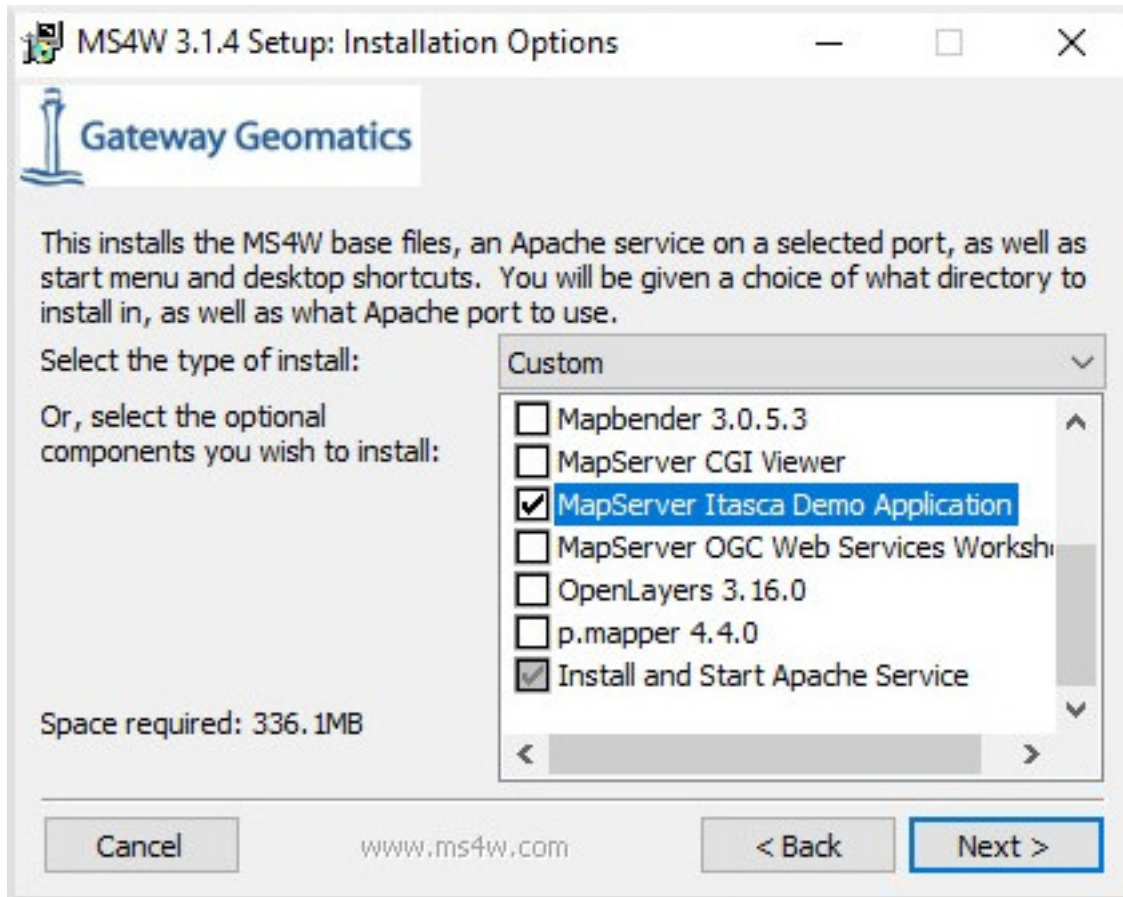 MS4W 3.1.4 Setup: Installation Options
Gateway Geomatics
This installs the MS4W base files, an Apache service on a selected port, as well as
start menu and desktop shortcuts. You will be given a choice of what directory to
install in, as well as what Apache port to use.
Select the type of install:
Custom
Or, select the optional
components you wish to install:
Mapbender 3.0.5.3
MapServer CGI Viewer
MapServer Itasca Demo Application
MapServer OGC Web Services Worksh
OpenLayers 3.16.0
p.mapper 4.4.0
Install and Start Apache Service
Space required: 336.1MB
Cancel
www.ms4w.com
< Back
Next >